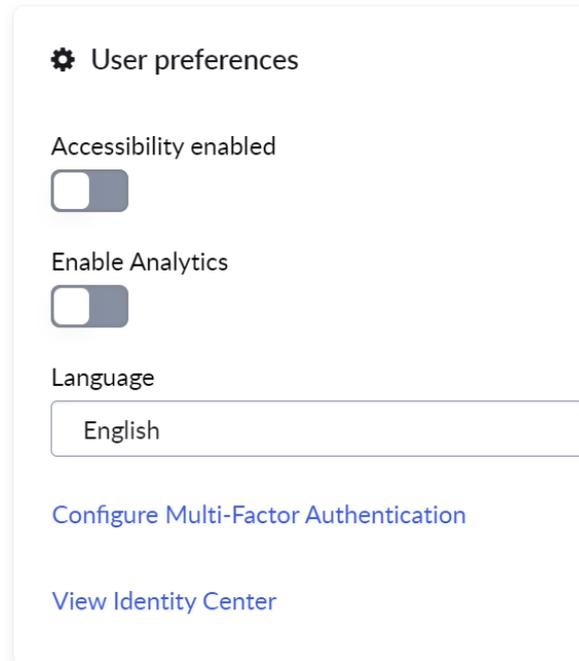 User preferences
Accessibility enabled
Enable Analytics
Language
English
Configure Multi-Factor Authentication
View Identity Center